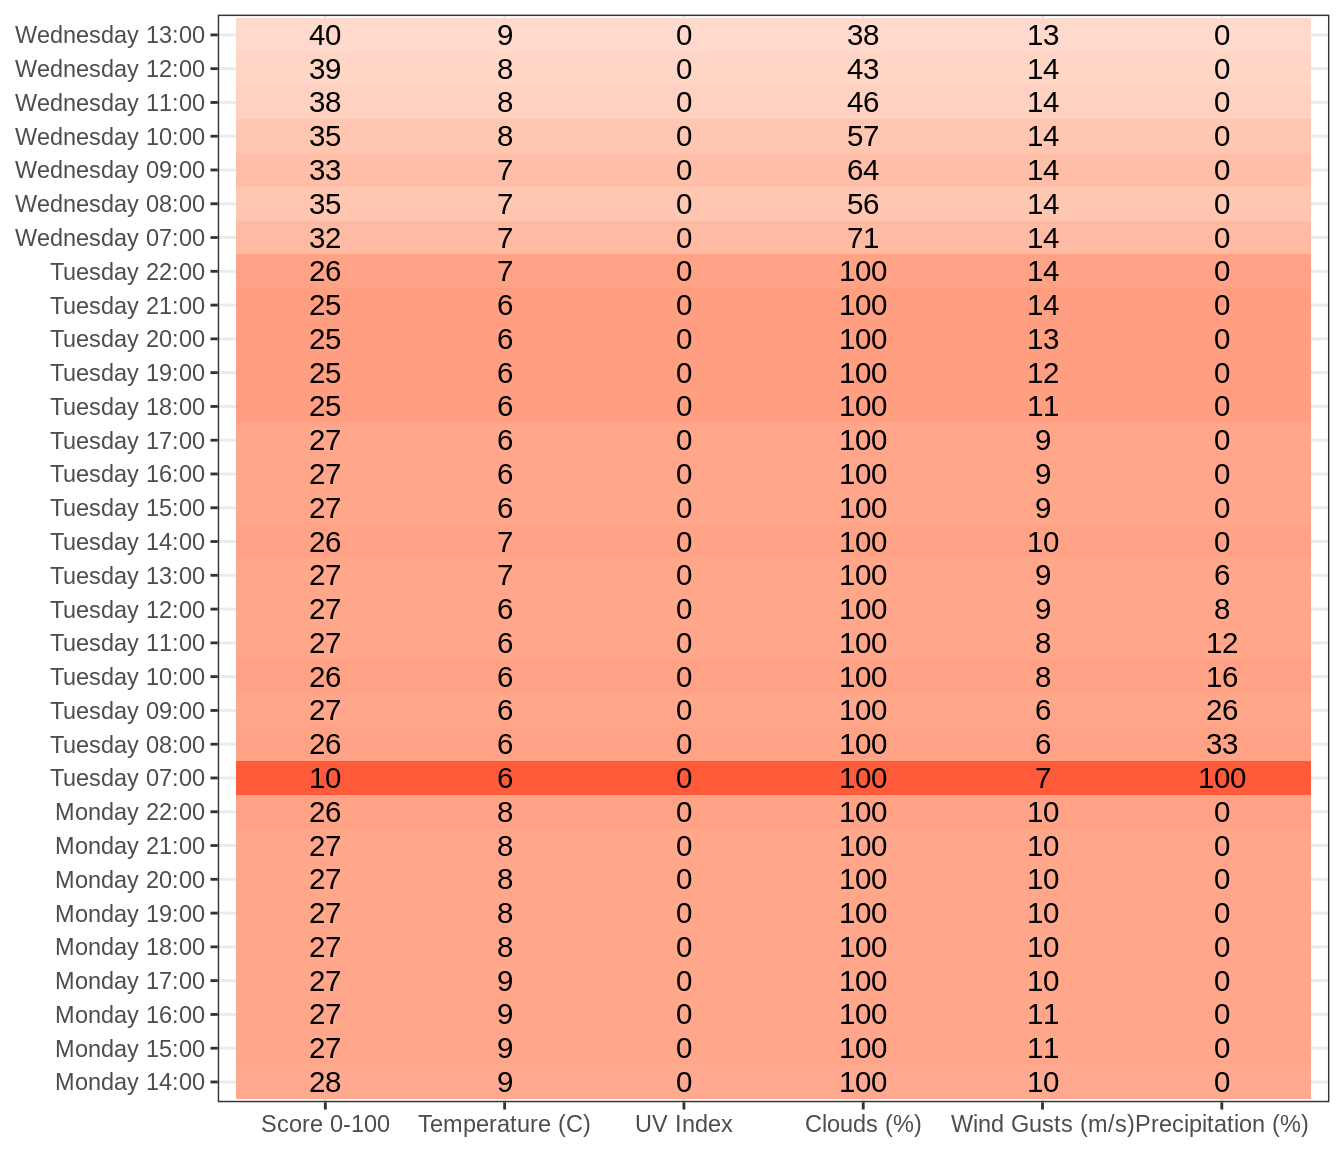 Wednesday 13:00 40 9 0 38 13 0
Wednesday 12:00 39 8 0 43 14 0
Wednesday 11:00 38 8 0 46 14 0
Wednesday 10:00 35 8 0 57 14 0
Wednesday 09:00 33 7 0 64 14 0
Wednesday 08:00 35 7 0 56 14 0
Wednesday 07:00 32 7 0 71 14 0
Tuesday 22:00 26 7 0 100 14 0
Tuesday 21:00 25 6 0 100 14 0
Tuesday 20:00 25 6 0 100 13 0
Tuesday 19:00 25 6 0 100 12 0
Tuesday 18:00 25 6 0 100 11 0
Tuesday 17:00 27 6 0 100 9 0
Tuesday 16:00 27 6 0 100 9 0
Tuesday 15:00 27 6 0 100 9 0
Tuesday 14:00 26 7 0 100 10 0
Tuesday 13:00 27 7 0 100 9 6
Tuesday 12:00 27 6 0 100 9 8
Tuesday 11:00 27 6 0 100 8 12
Tuesday 10:00 26 6 0 100 8 16
Tuesday 09:00 27 6 0 100 6 26
Tuesday 08:00 26 6 0 100 6 33
Tuesday 07:00 10 6 0 100 7 100
Monday 22:00 26 8 0 100 10 0
Monday 21:00 27 8 0 100 10 0
Monday 20:00 27 8 0 100 10 0
Monday 19:00 27 8 0 100 10 0
Monday 18:00 27 8 0 100 10 0
Monday 17:00 27 9 0 100 10 0
Monday 16:00 27 9 0 100 11 0
Monday 15:00 27 9 0 100 11 0
Monday 14:00 28 9 0 100 10 0
Score 0-100 Temperature (C) UV Index Clouds (%) Wind Gusts (m/s) Precipitation (%)